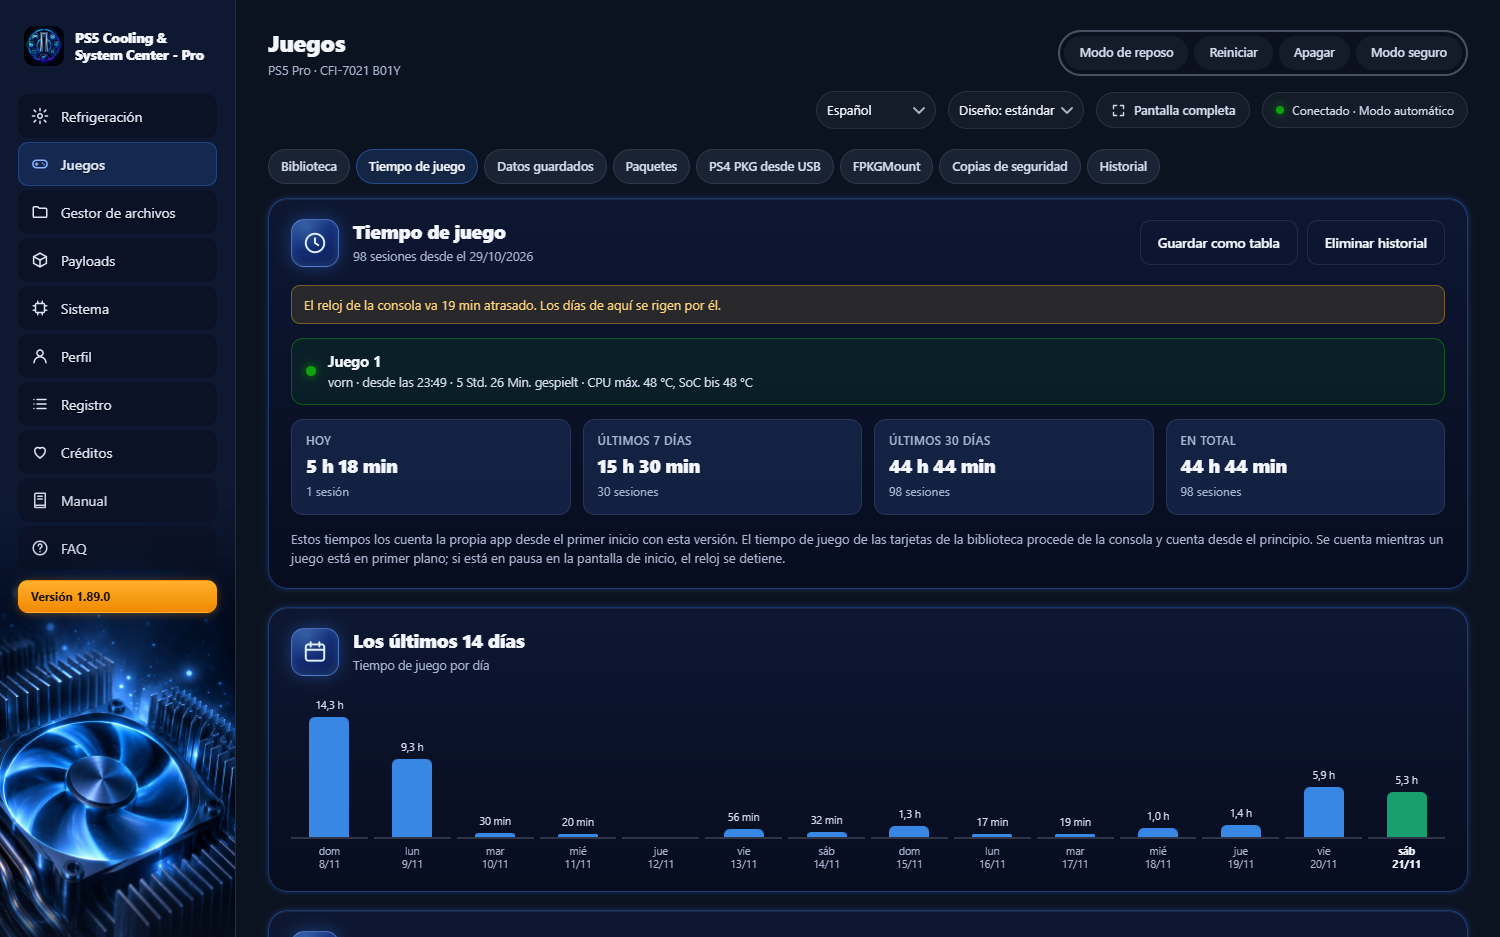 PS5 Cooling &
System Center - Pro
Refrigeración
Juegos
Gestor de archivos
Payloads
Sistema
Perfil
Registro
Créditos
Manual
FAQ
Versión 1.89.0
Juegos
PS5 Pro · CFI-7021 B01Y
Modo de reposo
Reiniciar
Apagar
Modo seguro
Español
Diseño: estándar
Pantalla completa
Conectado · Modo automático
Biblioteca
Tiempo de juego
Datos guardados
Paquetes
PS4 PKG desde USB
FPKGMount
Copias de seguridad
Historial
Tiempo de juego
98 sesiones desde el 29/10/2026
Guardar como tabla
Eliminar historial
El reloj de la consola va 19 min atrasado. Los días de aquí se rigen por él.
Juego 1
vorn · desde las 23:49 · 5 Std. 26 Min. gespielt · CPU máx. 48 °C, SoC bis 48 °C
HOY
5 h 18 min
1 sesión
ÚLTIMOS 7 DÍAS
15 h 30 min
30 sesiones
ÚLTIMOS 30 DÍAS
44 h 44 min
98 sesiones
EN TOTAL
44 h 44 min
98 sesiones
Estos tiempos los cuenta la propia app desde el primer inicio con esta versión. El tiempo de juego de las tarjetas de la biblioteca procede de la consola y cuenta desde el principio. Se cuenta mientras un
juego está en primer plano; si está en pausa en la pantalla de inicio, el reloj se detiene.
Los últimos 14 días
Tiempo de juego por día
14,3 h
9,3 h
30 min
20 min
56 min
32 min
1,3 h
17 min
19 min
1,0 h
1,4 h
5,9 h
5,3 h
dom
8/11
lun
9/11
mar
10/11
mié
11/11
jue
12/11
vie
13/11
sáb
14/11
dom
15/11
lun
16/11
mar
17/11
mié
18/11
jue
19/11
vie
20/11
sáb
21/11